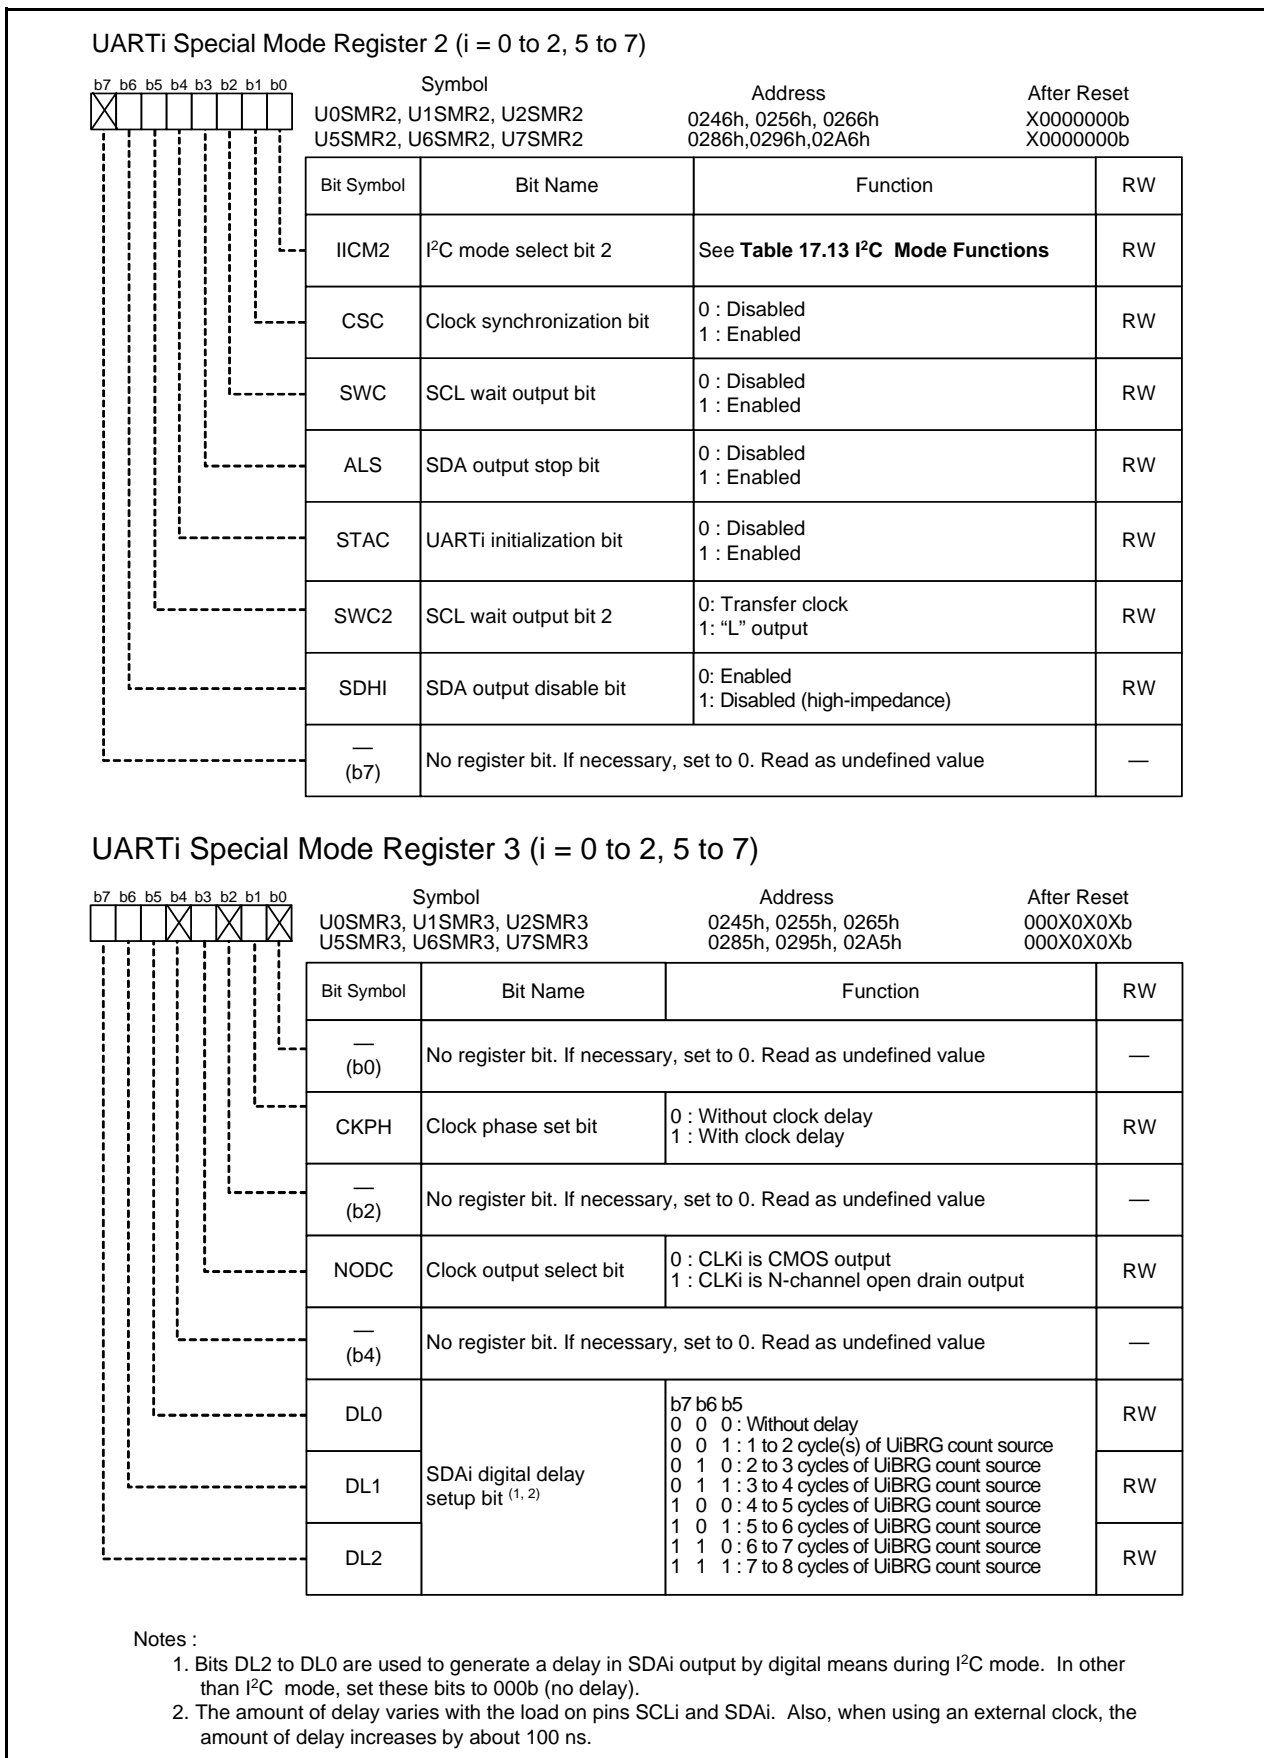 UARTi Special Mode Register 2 (i = 0 to 2, 5 to 7)
b7 b6 b5 b4 b3 b2 b1 b0
Symbol Address After Reset
U0SMR2, U1SMR2, U2SMR2 0246h, 0256h, 0266h X0000000b
U5SMR2, U6SMR2, U7SMR2 0286h,0296h,02A6h X0000000b
Bit Symbol Bit Name Function RW
IICM2 I²C mode select bit 2 See Table 17.13 I²C Mode Functions RW
CSC Clock synchronization bit 0 : Disabled
1 : Enabled RW
SWC SCL wait output bit 0 : Disabled
1 : Enabled RW
ALS SDA output stop bit 0 : Disabled
1 : Enabled RW
STAC UARTi initialization bit 0 : Disabled
1 : Enabled RW
SWC2 SCL wait output bit 2 0: Transfer clock
1: “L” output RW
SDHI SDA output disable bit 0: Enabled
1: Disabled (high-impedance) RW
—
(b7) No register bit. If necessary, set to 0. Read as undefined value —
UARTi Special Mode Register 3 (i = 0 to 2, 5 to 7)
b7 b6 b5 b4 b3 b2 b1 b0
Symbol Address After Reset
U0SMR3, U1SMR3, U2SMR3 0245h, 0255h, 0265h 000X0X0Xb
U5SMR3, U6SMR3, U7SMR3 0285h, 0295h, 02A5h 000X0X0Xb
Bit Symbol Bit Name Function RW
—
(b0) No register bit. If necessary, set to 0. Read as undefined value —
CKPH Clock phase set bit 0 : Without clock delay
1 : With clock delay RW
—
(b2) No register bit. If necessary, set to 0. Read as undefined value —
NODC Clock output select bit 0 : CLKi is CMOS output
1 : CLKi is N-channel open drain output RW
—
(b4) No register bit. If necessary, set to 0. Read as undefined value —
DL0 RW
DL1 SDAi digital delay
setup bit (1, 2) RW
DL2 RW
b7 b6 b5
0 0 0 : Without delay
0 0 1 : 1 to 2 cycle(s) of UiBRG count source
0 1 0 : 2 to 3 cycles of UiBRG count source
0 1 1 : 3 to 4 cycles of UiBRG count source
1 0 0 : 4 to 5 cycles of UiBRG count source
1 0 1 : 5 to 6 cycles of UiBRG count source
1 1 0 : 6 to 7 cycles of UiBRG count source
1 1 1 : 7 to 8 cycles of UiBRG count source
Notes :
1. Bits DL2 to DL0 are used to generate a delay in SDAi output by digital means during I²C mode. In other
than I²C mode, set these bits to 000b (no delay).
2. The amount of delay varies with the load on pins SCLi and SDAi. Also, when using an external clock, the
amount of delay increases by about 100 ns.